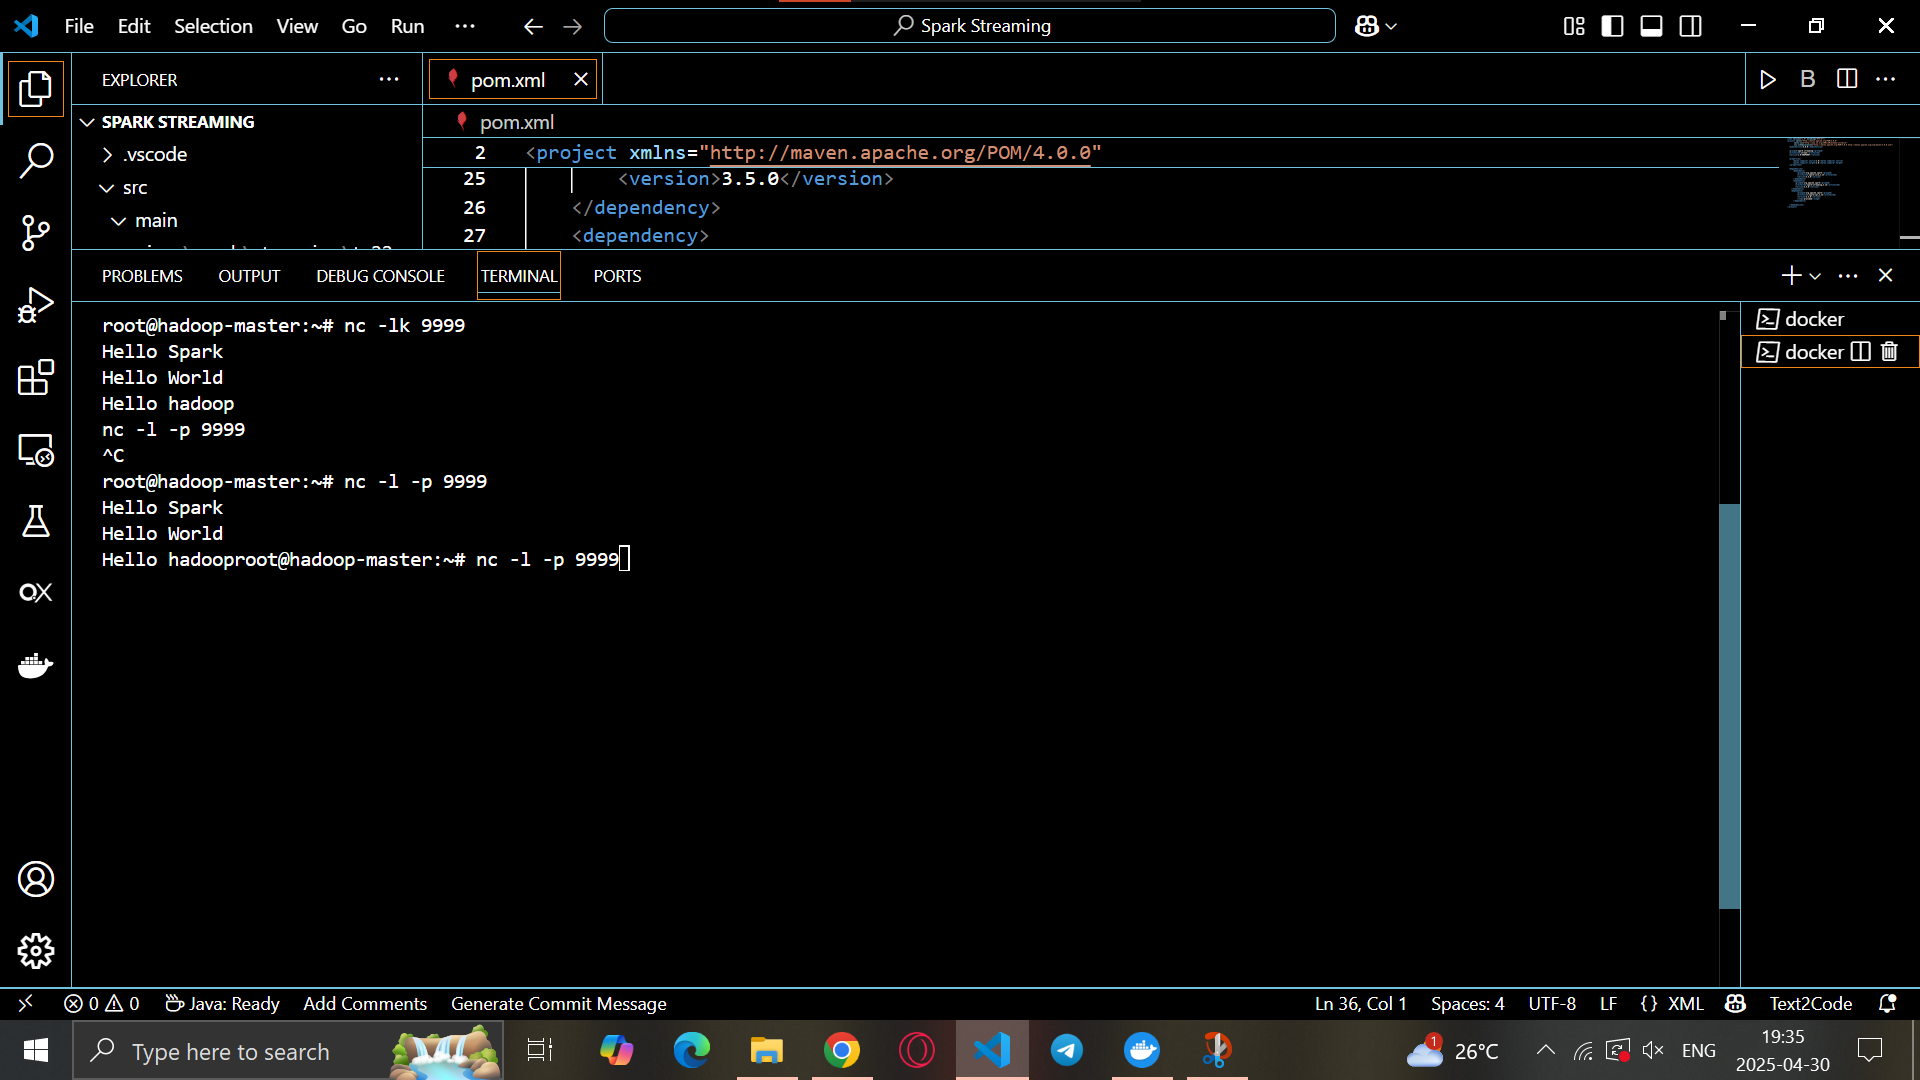 File Edit Selection View Go Run ··· Spark Streaming
EXPLORER ···
pom.xml
B ···
SPARK STREAMING
.vscode
src
main
pom.xml
2 <project xmlns="http://maven.apache.org/POM/4.0.0"
25 <version>3.5.0</version>
26 </dependency>
27 <dependency>
PROBLEMS OUTPUT DEBUG CONSOLE TERMINAL PORTS
root@hadoop-master:~# nc -lk 9999
Hello Spark
Hello World
Hello hadoop
nc -l -p 9999
^C
root@hadoop-master:~# nc -l -p 9999
Hello Spark
Hello World
Hello hadooproot@hadoop-master:~# nc -l -p 9999
docker
docker
0 0 Java: Ready Add Comments Generate Commit Message Ln 36, Col 1 Spaces: 4 UTF-8 LF {} XML Text2Code
Type here to search
1 26°C ENG
19:35
2025-04-30